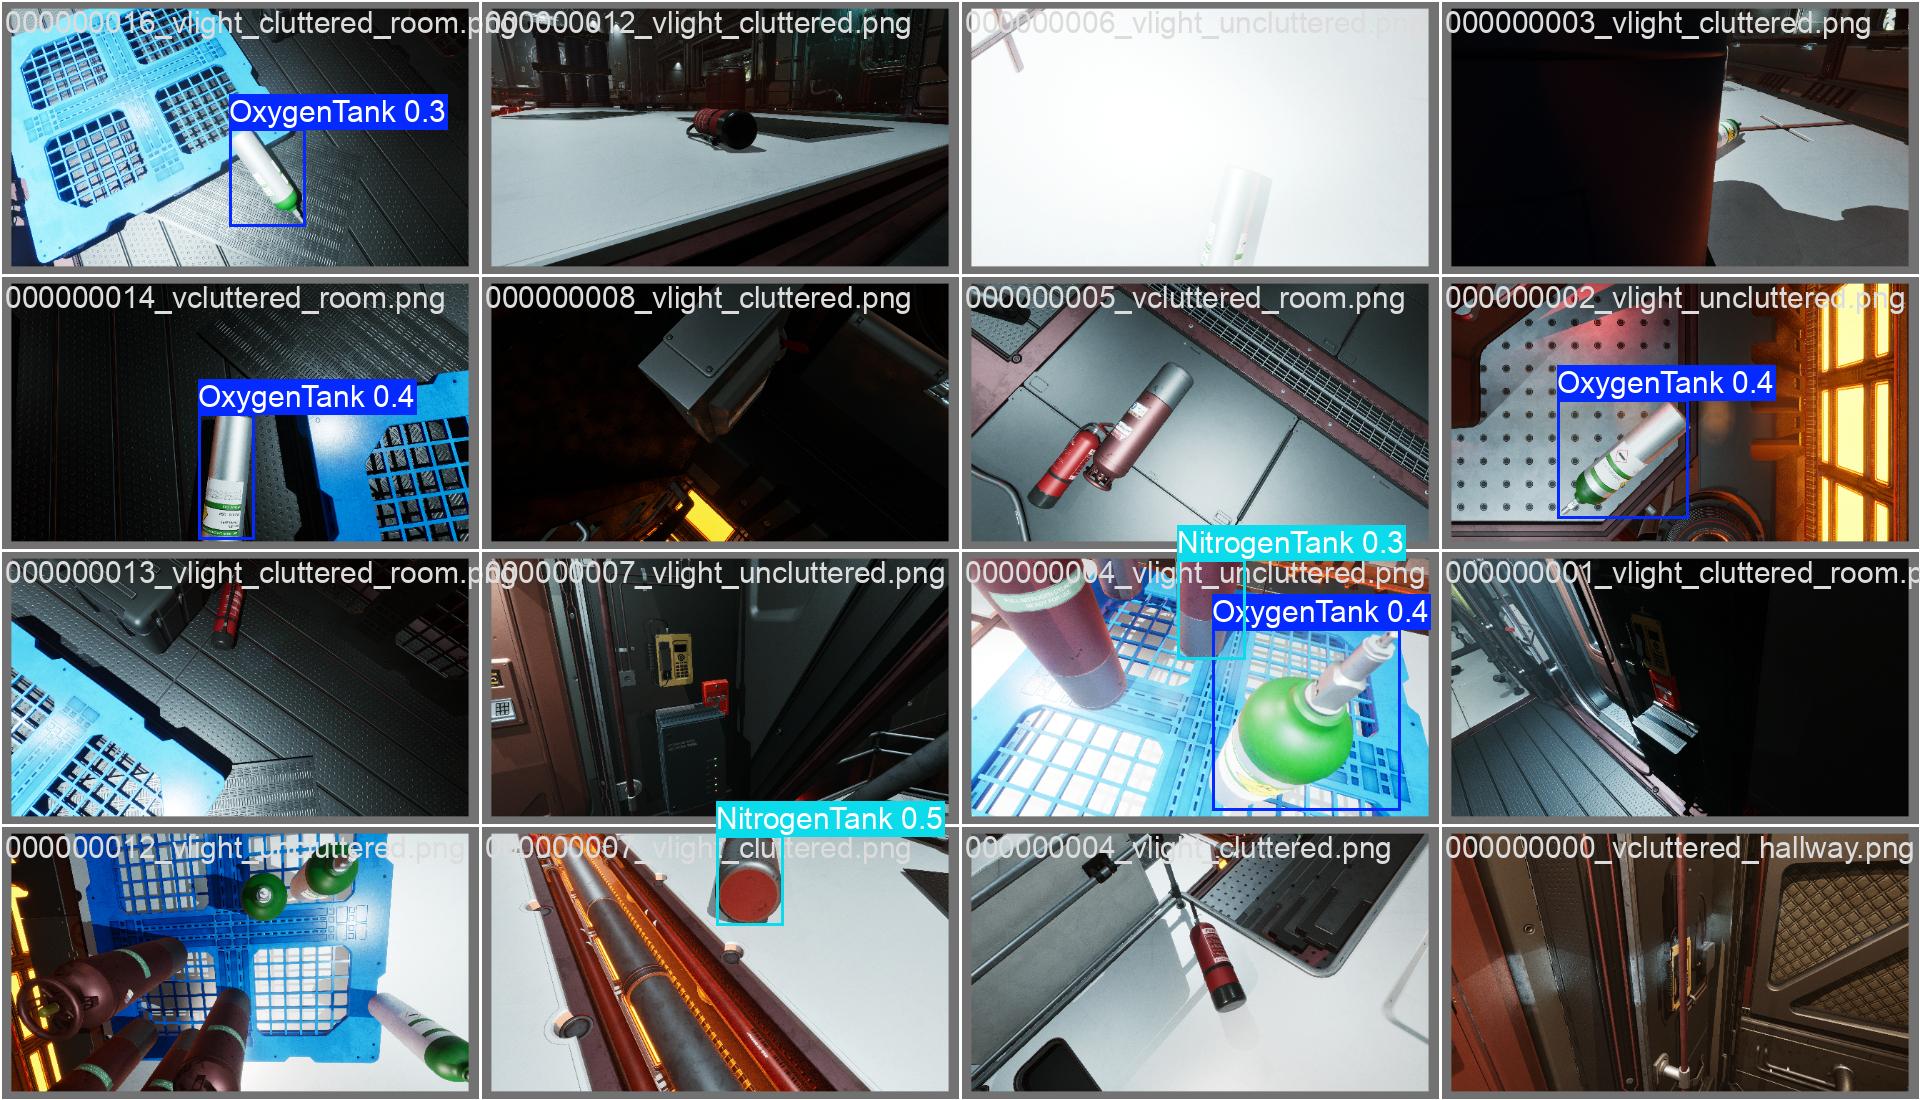 000000016_vlight_cluttered_room.png
000000012_vlight_cluttered.png
000000006_vlight_uncluttered.png
000000003_vlight_cluttered.png
OxygenTank 0.3
000000014_vcluttered_room.png
000000008_vlight_cluttered.png
000000005_vcluttered_room.png
000000002_vlight_uncluttered.png
OxygenTank 0.4
OxygenTank 0.4
000000013_vlight_cluttered_room.png
000000007_vlight_uncluttered.png
NitrogenTank 0.3
000000004_vlight_uncluttered.png
OxygenTank 0.4
000000001_vlight_cluttered_room.p
000000012_vlight_uncluttered.png
NitrogenTank 0.5
000000007_vlight_cluttered.png
000000004_vlight_cluttered.png
000000000_vcluttered_hallway.png